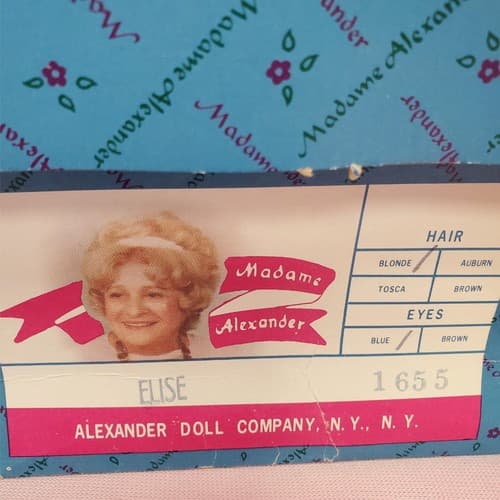 Madame Alexander
Madame Alexander
Madame Alexander
Madame
Alexander
HAIR
BLONDE / AUBURN
TOSCA BROWN
EYES
BLUE / BROWN
ELISE 1655
ALEXANDER DOLL COMPANY, N. Y., N. Y.